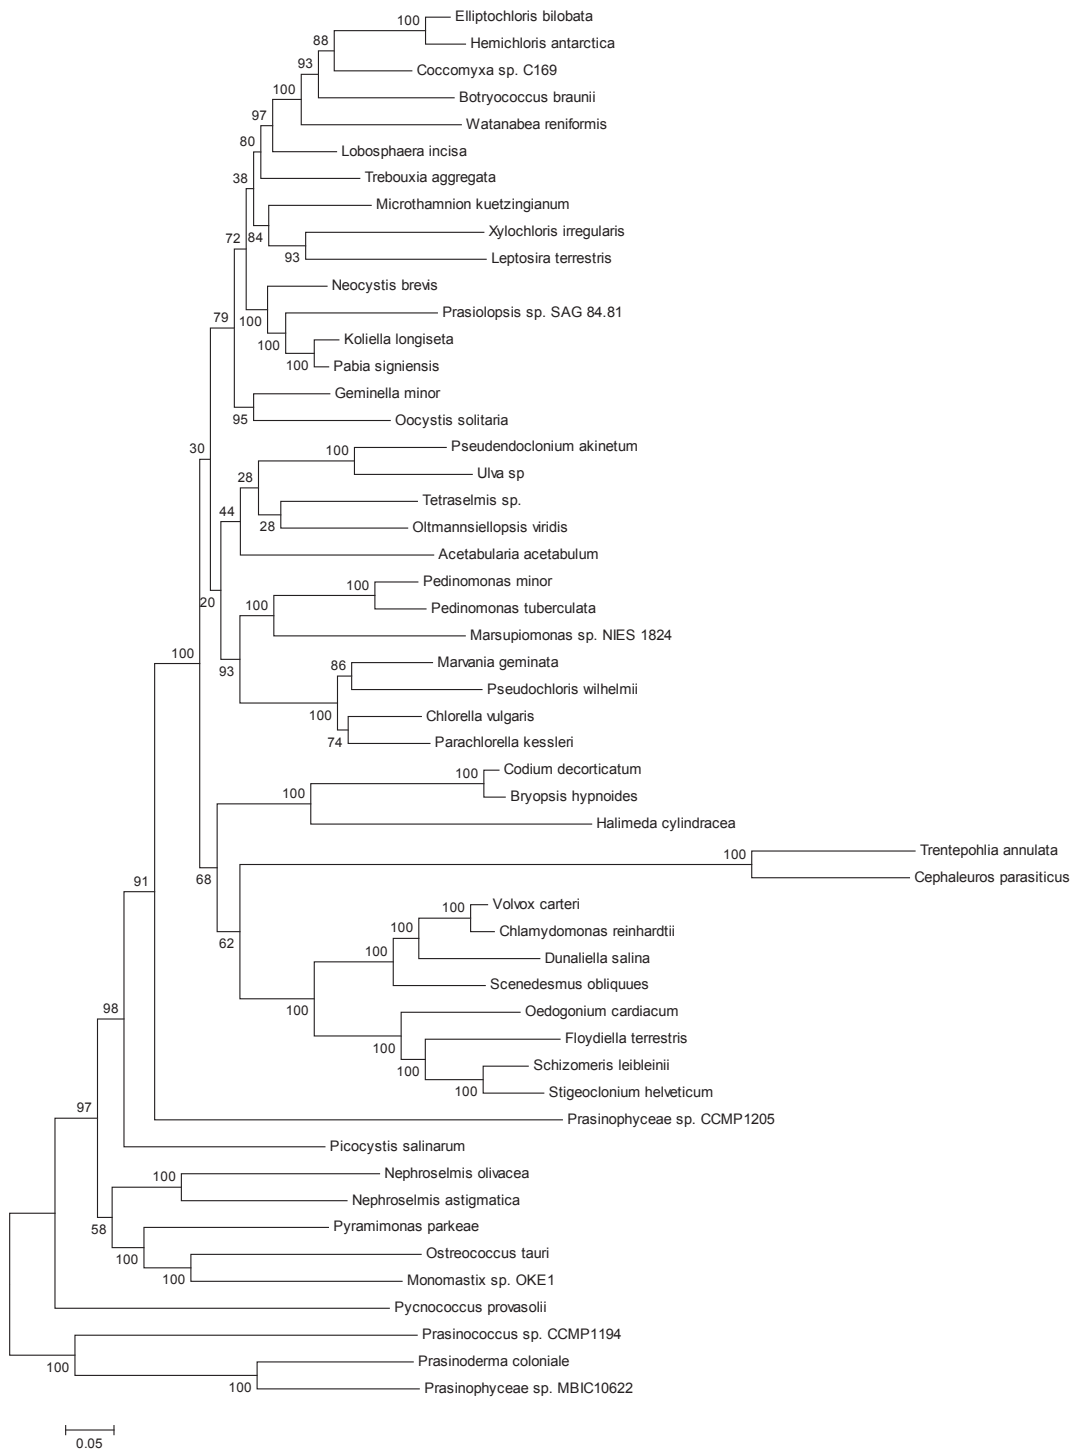 Elliptochloris bilobata
100
Hemichloris antarctica
88
Coccomyxa sp. C169
93
Botryococcus braunii
100
Watanabea reniformis
97
Lobosphaera incisa
80
Trebouxia aggregata
38
Microthamnion kuetzingianum
Xylochloris irregularis
72
84
93
Leptosira terrestris
Neocystis brevis
Prasiolopsis sp. SAG 84.81
79
100
Koliella longiseta
100
100
Pabia signiensis
Geminella minor
95
Oocystis solitaria
30
Pseudendoclonium akinetum
100
Ulva sp
28
Tetraselmis sp.
44
28
Oltmannsiellopsis viridis
Acetabularia acetabulum
Pedinomonas minor
100
20
100
Pedinomonas tuberculata
Marsupiomonas sp. NIES 1824
100
93
86
Marvania geminata
Pseudochloris wilhelmii
100
Chlorella vulgaris
74
Parachlorella kessleri
Codium decorticatum
100
100
Bryopsis hypnoides
Halimeda cylindracea
Trentepohlia annulata
100
91
68
Cephaleuros parasiticus
100
Volvox carteri
100
Chlamydomonas reinhardtii
62
100
Dunaliella salina
Scenedesmus obliquues
98
100
Oedogonium cardiacum
100
Floydiella terrestris
100
Schizomeris leibleinii
100
Stigeoclonium helveticum
97
Prasinophyceae sp. CCMP1205
Picocystis salinarum
100
Nephroselmis olivacea
Nephroselmis astigmatica
58
Pyramimonas parkeae
100
Ostreococcus tauri
100
Monomastix sp. OKE1
Pycnococcus provasolii
Prasinococcus sp. CCMP1194
100
Prasinoderma coloniale
100
Prasinophyceae sp. MBIC10622
0.05